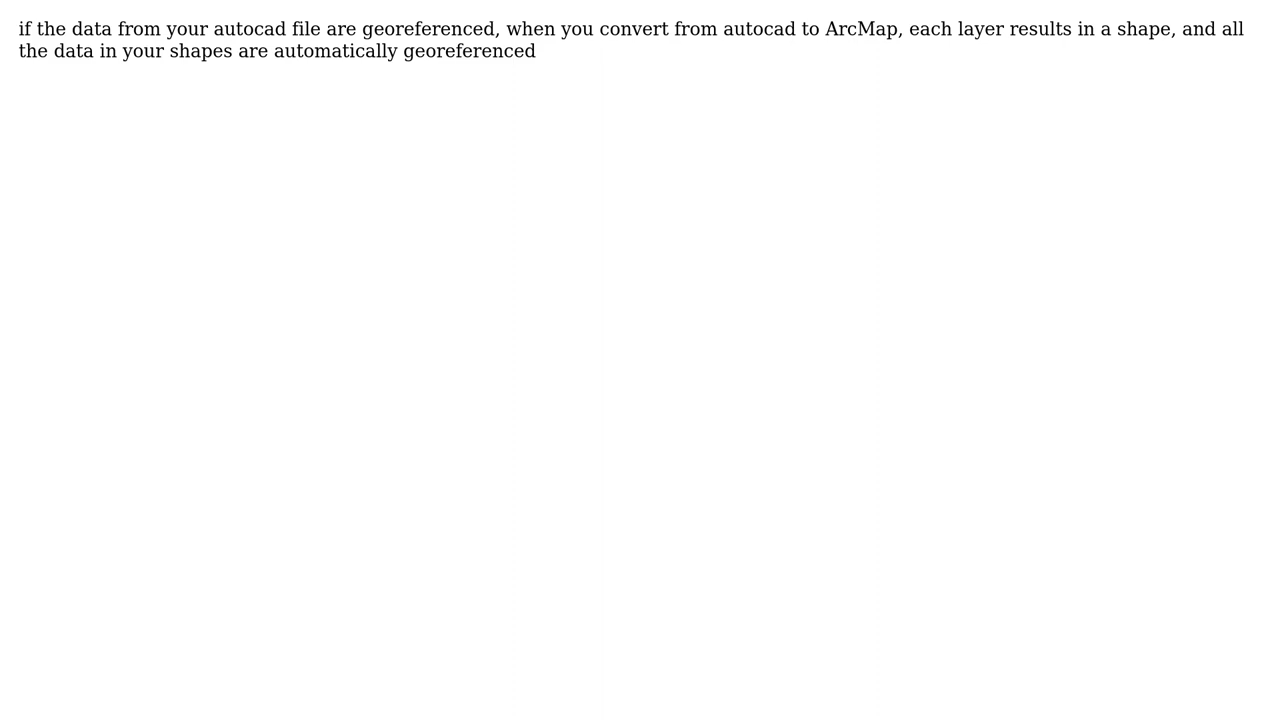 if the data from your autocad file are georeferenced, when you convert from autocad to ArcMap, each layer results in a shape, and all
the data in your shapes are automatically georeferenced